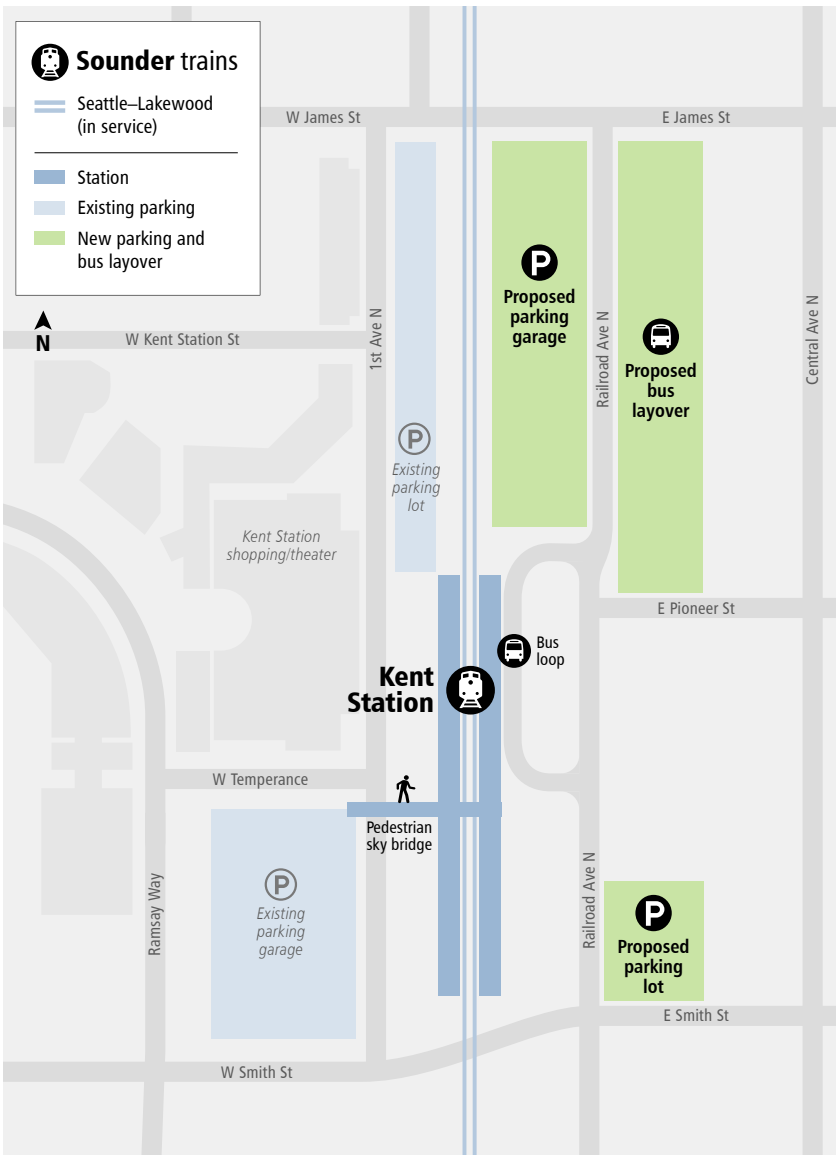 Sounder trains
Seattle–Lakewood
(in service)
Station
Existing parking
New parking and
bus layover
N
W James St
E James St
P
Proposed
parking
garage
Railroad Ave N
Proposed
bus
layover
Central Ave N
1st Ave N
W Kent Station St
P
Existing
parking
lot
Kent Station
shopping/theater
E Pioneer St
Bus
loop
Kent
Station
W Temperance
Pedestrian
sky bridge
P
Existing
parking
garage
Ramsay Way
Railroad Ave N
P
Proposed
parking
lot
E Smith St
W Smith St